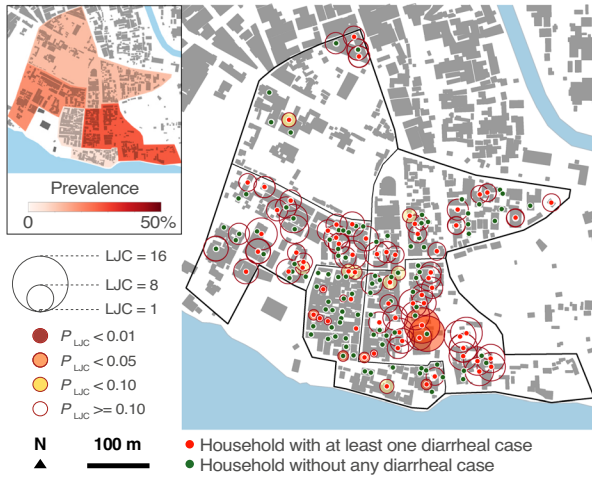 Prevalence
0 50%
LJC = 16
LJC = 8
LJC = 1
P LJC < 0.01
P LJC < 0.05
P LJC < 0.10
P LJC >= 0.10
N 100 m
Household with at least one diarrheal case
Household without any diarrheal case